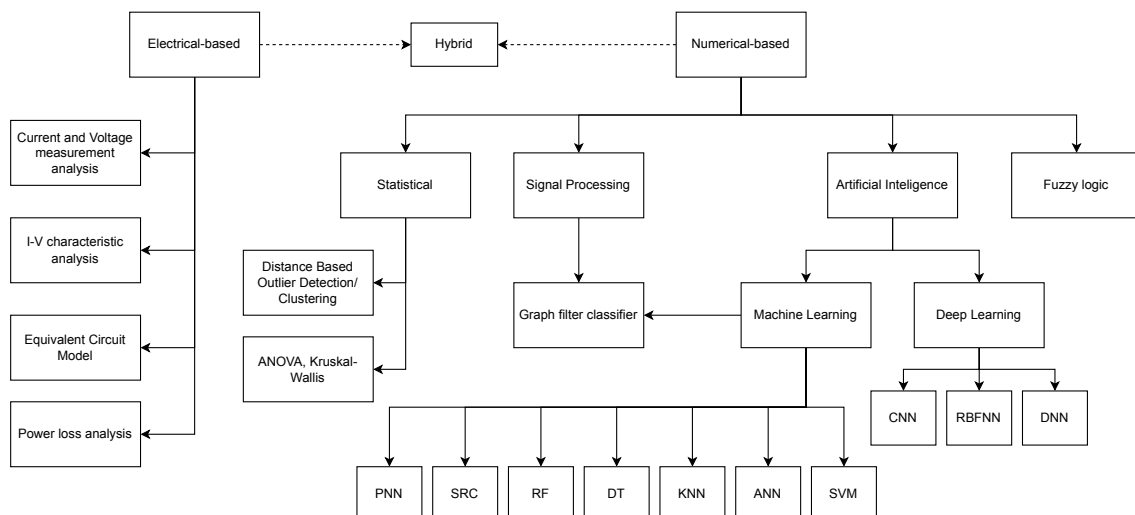 Electrical-based
Hybrid
Numerical-based
Current and Voltage
measurement
analysis
Statistical
Signal Processing
Artificial Inteligence
Fuzzy logic
I-V characteristic
analysis
Distance Based
Outlier Detection/
Clustering
Graph filter classifier
Machine Learning
Deep Learning
Equivalent Circuit
Model
ANOVA, Kruskal-
Wallis
CNN
RBFNN
DNN
Power loss analysis
PNN
SRC
RF
DT
KNN
ANN
SVM